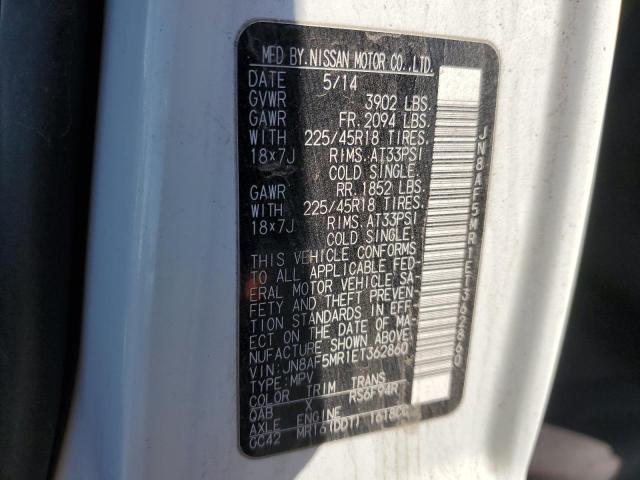 MFD BY.NISSAN MOTOR CO.,LTD.
DATE 5/14
GVWR 3902 LBS.
GAWR FR. 2094 LBS.
WITH 225/45R18 TIRES.
18x7J RIMS. AT33PSI
COLD SINGLE.
GAWR RR. 1852 LBS.
WITH 225/45R18 TIRES.
18x7J RIMS. AT33PSI
COLD SINGLE.
THIS VEHICLE CONFORMS
TO ALL APPLICABLE FED-
ERAL MOTOR VEHICLE SA-
FETY AND THEFT PREVEN-
TION STANDARDS IN EFF-
ECT ON THE DATE OF MA-
NUFACTURE SHOWN ABOVE.
VIN: JN8AF5MR1ET362860
TYPE: MPV
COLOR TRIM TRANS
QAB RS6F94R
AXLE ENGINE
GC42 MR16(DDT) 1618CC
JN8AF5MR1ET362860